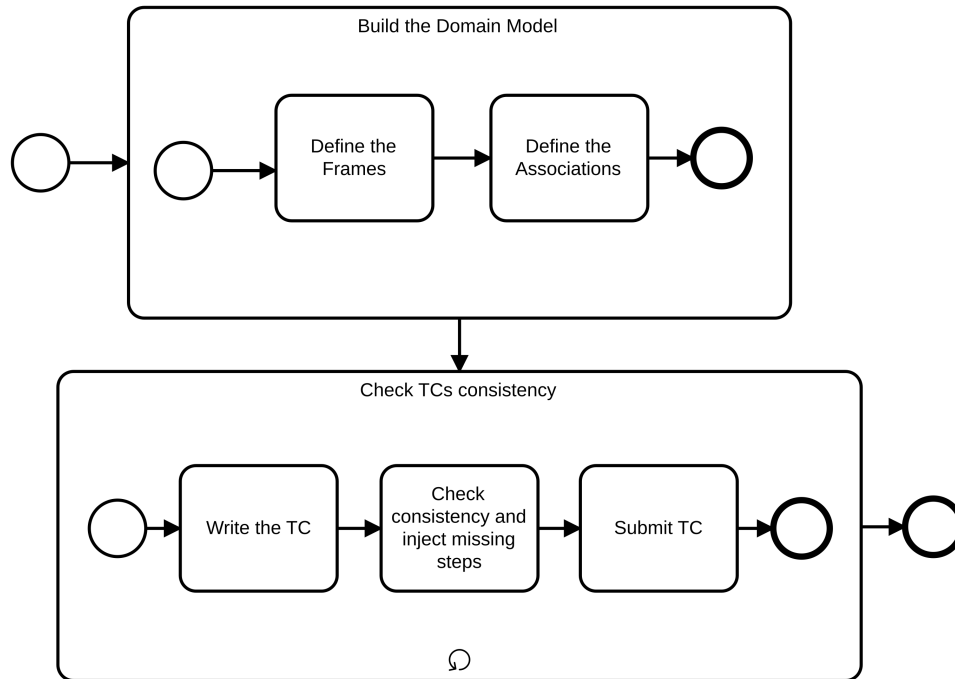 Build the Domain Model
Define the
Frames
Define the
Associations
Check TCs consistency
Write the TC
Check
consistency and
inject missing
steps
Submit TC